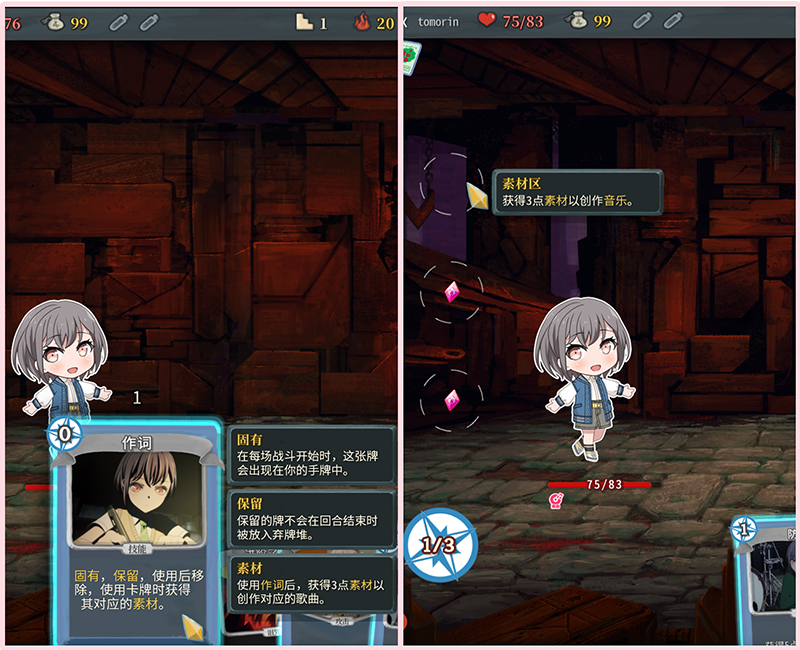 76
99
1
20
1
0
作词
技能
固有，保留，使用后移
除，使用卡牌时获得
其对应的素材。
固有
在每场战斗开始时，这张牌
会出现在你的手牌中。
保留
保留的牌不会在回合结束时
被放入弃牌堆。
素材
使用作词后，获得3点素材以
创作对应的歌曲。
tomorin
75/83
99
素材区
获得3点素材以创作音乐。
75/83
1/3
1